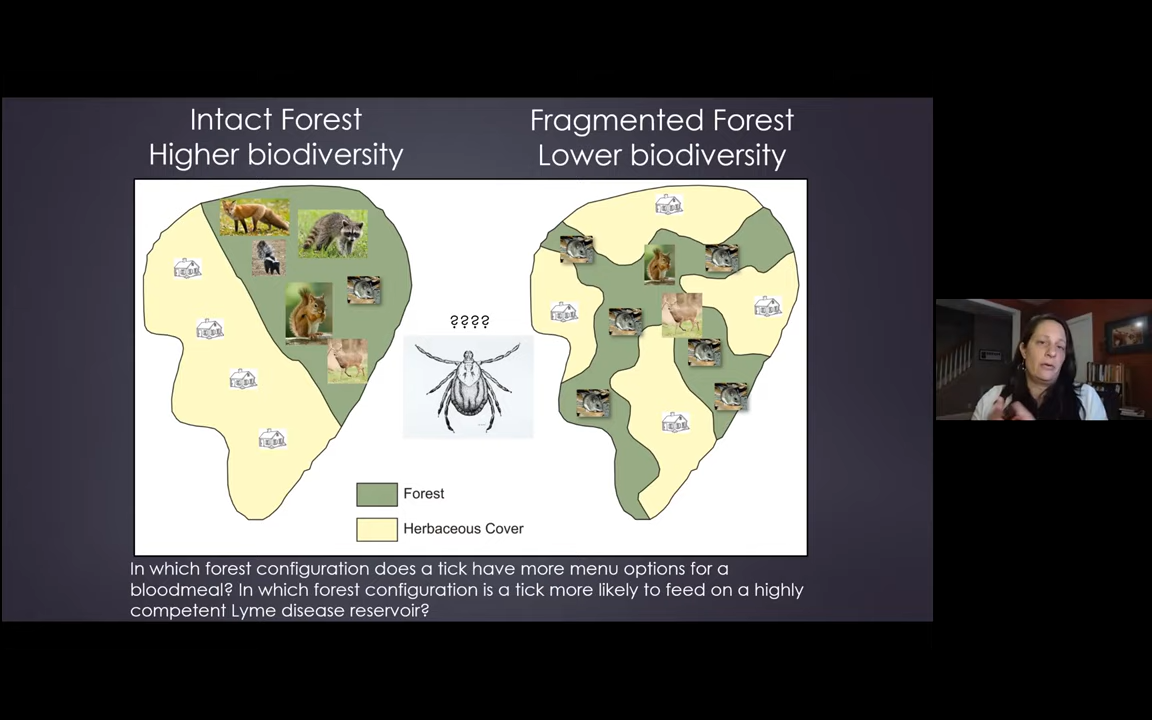 Intact Forest
Higher biodiversity
Fragmented Forest
Lower biodiversity
????
Forest
Herbaceous Cover
In which forest configuration does a tick have more menu options for a
bloodmeal? In which forest configuration is a tick more likely to feed on a highly
competent Lyme disease reservoir?